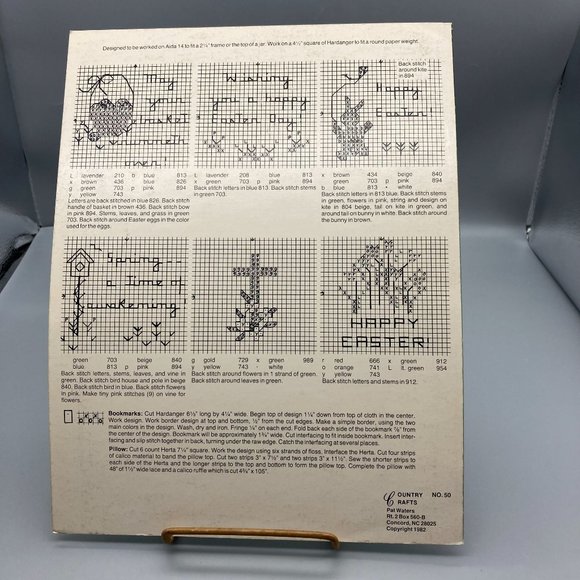 Designed to be worked on Aida 14 to fit a 2½" frame or the top of a jar. Work on a 4½" square of Hardanger to fit a round paper weight.
May
your
basket
runneth
over!
Wishing
you a happy
Easter Day!
Back stitch
around kite
in 894
Happy
Easter!
L lavender 210 b blue 813
x brown 436 blue 826
g green 703 p pink 894
y yellow 743
Letters are back stitched in blue 826. Back stitch
handle of basket in brown 436. Back stitch bow
in pink 894. Stems, leaves, and grass in green
703. Back stitch around Easter eggs in the color
used for the eggs.
L lavender 208 blue 813
x green 703 p pink 894
Back stitch letters in blue 813. Back stitch stems
in green 703.
x brown 434 beige 840
green 703 p pink 894
b blue 813 • white
Back stitch letters in 813 blue. Back stitch stems
in green, flowers in pink, string and design on
kite in 804 beige, tail on kite in green, and
around tail on bunny in white. Back stitch around
the bunny in brown.
Spring--
a time of
awakening!
HAPPY
EASTER!
green 703 beige 840
blue 813 p pink 894
Back stitch letters, stems, leaves, and vine in
green. Back stitch bird house and pole in beige
840. Back stitch bird in blue. Back stitch flowers
in pink. Make tiny pink stitches (9) on vine for
flowers.
g gold 729 x green 989
y yellow 743 white
Back stitch around flowers in 1 strand of green.
Back stitch around leaves in green.
r red 666 x green 912
o orange 741 L lt. green 954
y yellow 743
Back stitch letters and stems in 912.
Bookmarks: Cut Hardanger 6½" long by 4¼" wide. Begin top of design 1¼" down from top of cloth in the center.
Work design. Work border design at top and bottom, ½" from the cut edges. Make a simple border, using the two
main colors in the design. Wash, dry and iron. Fringe ¼" on each end. Fold back each side of the bookmark ⅞" from
the center of the design. Bookmark will be approximately 1¾" wide. Cut interfacing to fit inside bookmark. Insert inter-
facing and slip stitch together in back, turning under the raw edge. Catch the interfacing at several places.
Pillow: Cut 6 count Herta 7½" square. Work the design using six strands of floss. Interface the Herta. Cut four strips
of calico material to band the pillow top. Cut two strips 3" x 7½" and two strips 3" x 11½". Sew the shorter strips to
each side of the Herta and the longer strips to the top and bottom to form the pillow top. Complete the pillow with
48" of 1½" wide lace and a calico ruffle which is cut 4¾" x 105".
COUNTRY
CRAFTS
NO. 50
Pat Waters
Rt. 2 Box 560-B
Concord, NC 28025
Copyright 1982